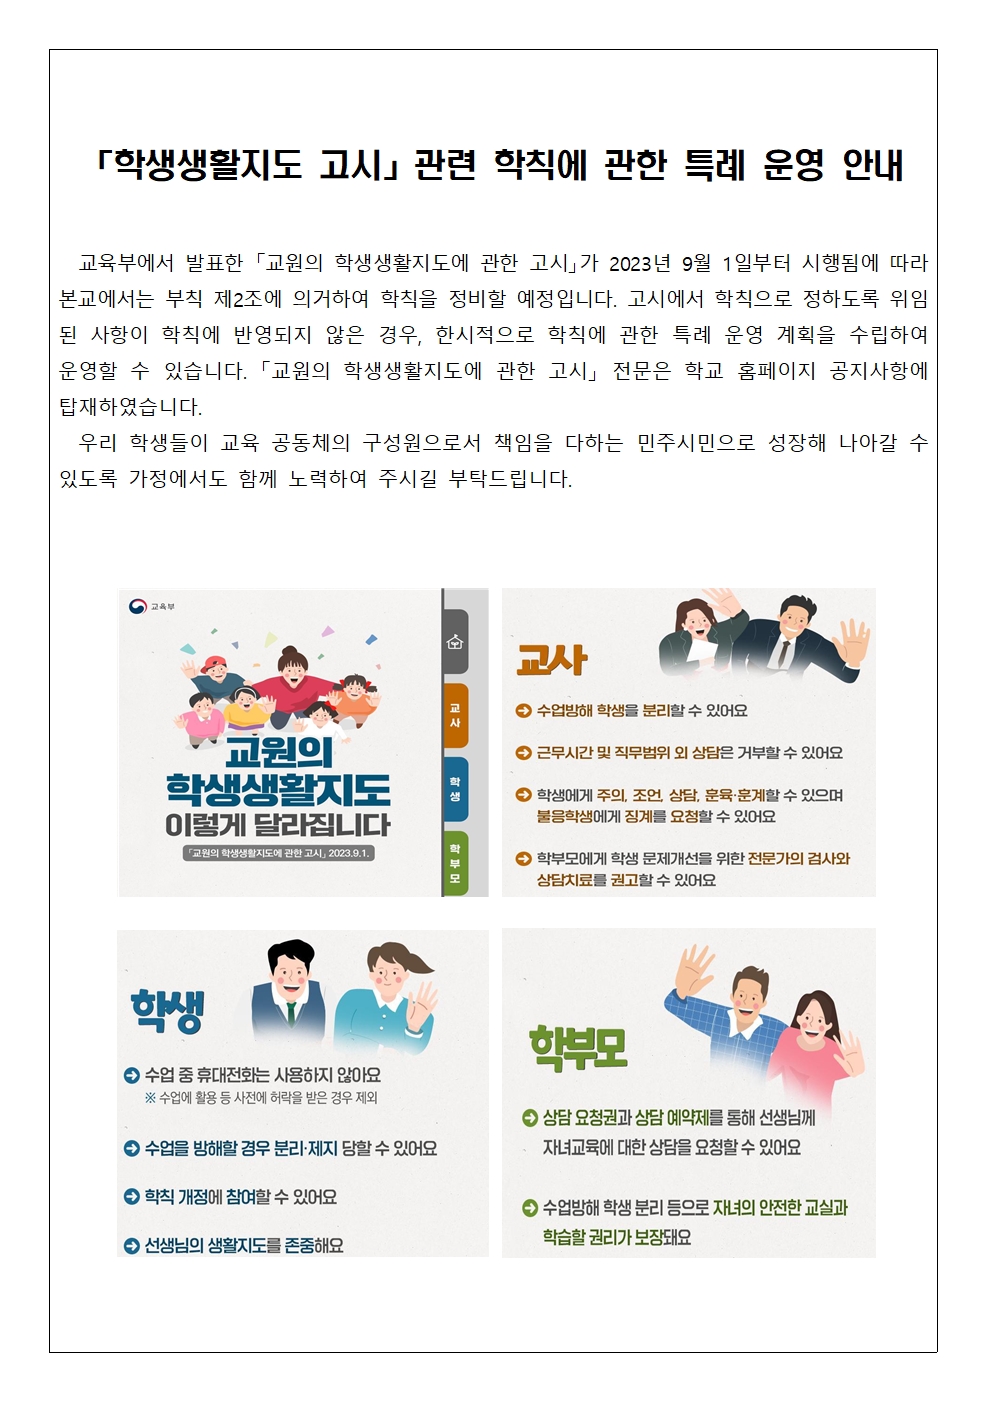 「학생생활지도 고시」 관련 학칙에 관한 특례 운영 안내
교육부에서 발표한 「교원의 학생생활지도에 관한 고시」가 2023년 9월 1일부터 시행됨에 따라
본교에서는 부칙 제2조에 의거하여 학칙을 정비할 예정입니다. 고시에서 학칙으로 정하도록 위임
된 사항이 학칙에 반영되지 않은 경우, 한시적으로 학칙에 관한 특례 운영 계획을 수립하여
운영할 수 있습니다. 「교원의 학생생활지도에 관한 고시」 전문은 학교 홈페이지 공지사항에
탑재하였습니다.
우리 학생들이 교육 공동체의 구성원으로서 책임을 다하는 민주시민으로 성장해 나아갈 수
있도록 가정에서도 함께 노력하여 주시길 부탁드립니다.
교육부
교원의
학생생활지도
이렇게 달라집니다
「교원의 학생생활지도에 관한 고시」 2023.9.1.
교사
학생
학부모
교사
수업방해 학생을 분리할 수 있어요
근무시간 및 직무범위 외 상담은 거부할 수 있어요
학생에게 주의, 조언, 상담, 훈육·훈계할 수 있으며
불응학생에게 징계를 요청할 수 있어요
학부모에게 학생 문제개선을 위한 전문가의 검사와
상담치료를 권고할 수 있어요
학생
수업 중 휴대전화는 사용하지 않아요
※ 수업에 활용 등 사전에 허락을 받은 경우 제외
수업을 방해할 경우 분리·제지 당할 수 있어요
학칙 개정에 참여할 수 있어요
선생님의 생활지도를 존중해요
학부모
상담 요청권과 상담 예약제를 통해 선생님께
자녀교육에 대한 상담을 요청할 수 있어요
수업방해 학생 분리 등으로 자녀의 안전한 교실과
학습할 권리가 보장돼요